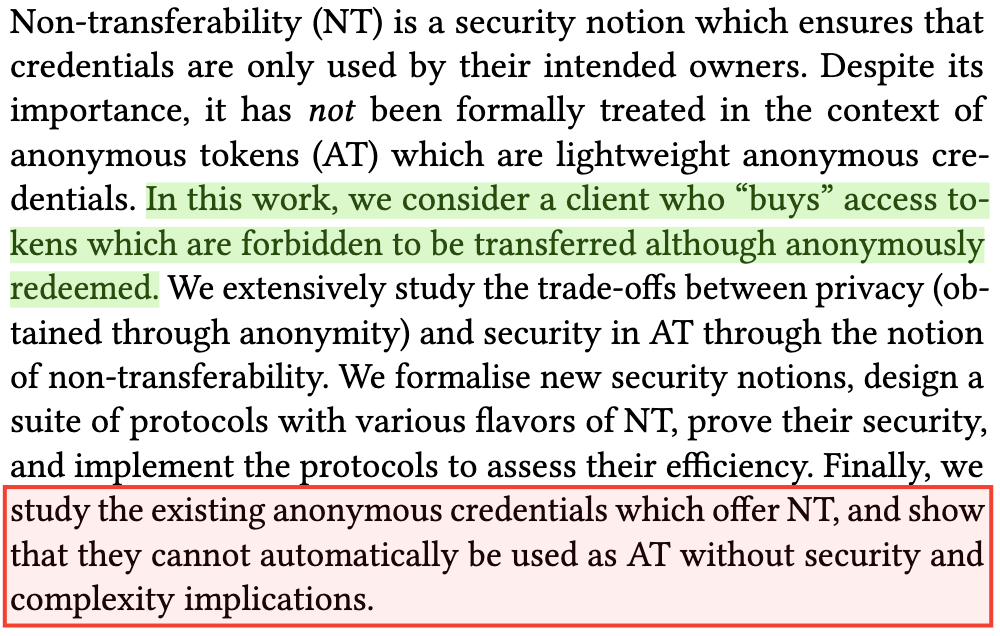 Non-transferability (NT) is a security notion which ensures that
credentials are only used by their intended owners. Despite its
importance, it has not been formally treated in the context of
anonymous tokens (AT) which are lightweight anonymous cre-
dentials. In this work, we consider a client who “buys” access to-
kens which are forbidden to be transferred although anonymously
redeemed. We extensively study the trade-offs between privacy (ob-
tained through anonymity) and security in AT through the notion
of non-transferability. We formalise new security notions, design a
suite of protocols with various flavors of NT, prove their security,
and implement the protocols to assess their efficiency. Finally, we
study the existing anonymous credentials which offer NT, and show
that they cannot automatically be used as AT without security and
complexity implications.